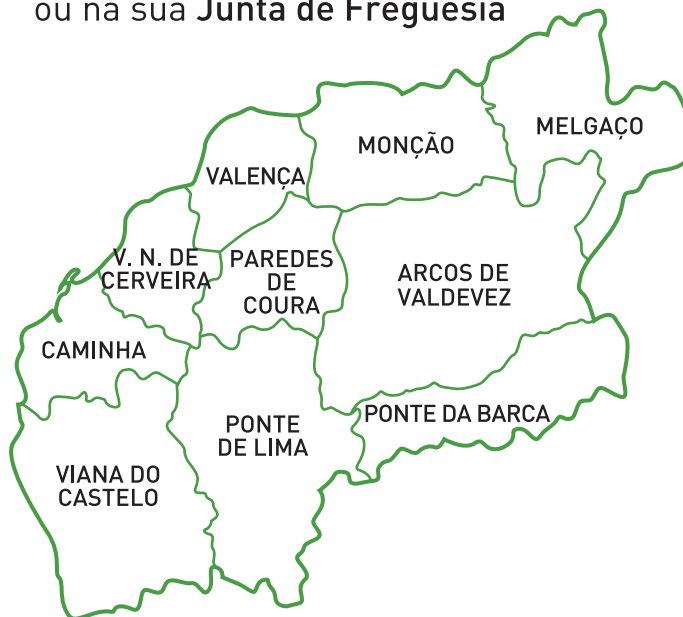 ou na sua Junta de Freguesia
MELGAÇO
MONÇÃO
VALENÇA
V. N. DE
CERVEIRA
PAREDES
DE
COURA
ARCOS DE
VALDEVEZ
CAMINHA
PONTE
DE LIMA
PONTE DA BARCA
VIANA DO
CASTELO